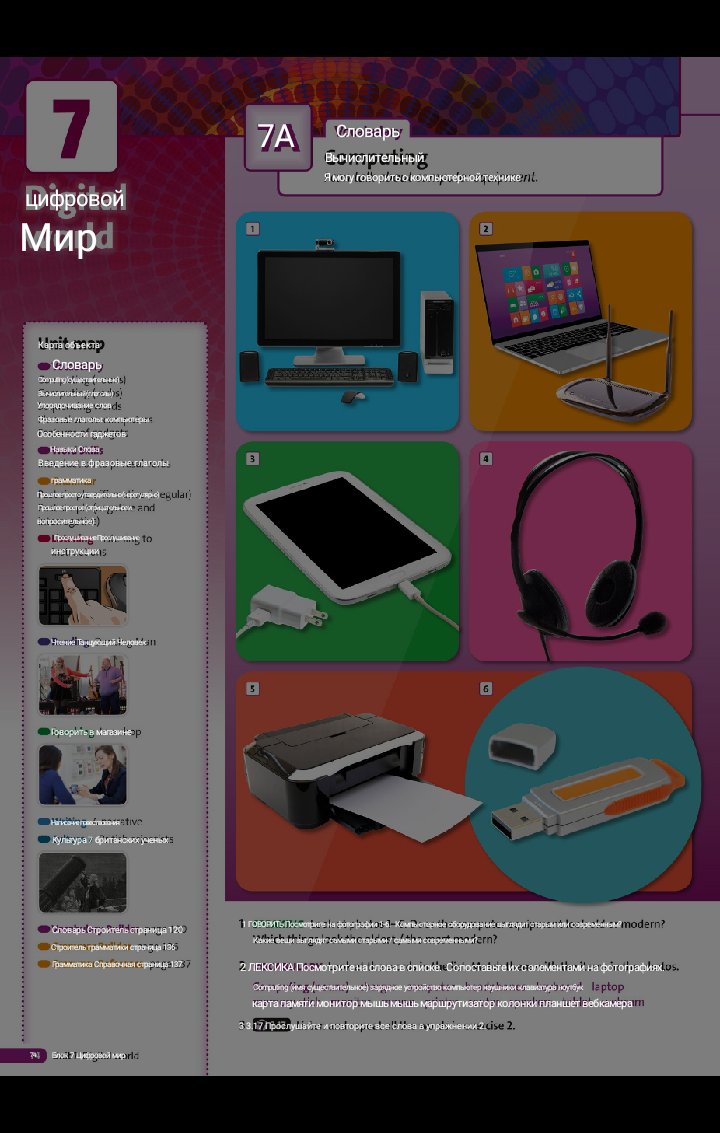 7
цифровой
Мир
7A
Словарь
Вычислительный
Я могу говорить о компьютерной технике
1
2
3
4
5
6
Карта объекта
Словарь
Computing (существительные)
Вычислительный (глаголы)
Упорядочивание слов
Фразовые глаголы: компьютеры
Особенности гаджетов
Навыки Слова
Введение в фразовые глаголы
грамматика
Прошлое простое утвердительное (нерегулярно)
Прошлое простое (отрицательное и
вопросительное)
Прослушивание Прослушивание
инструкции
Чтение Танцующий Человек
Говорить в магазине
Написание повествования
Культура 7 британских ученых
Словарь Строитель страница 120
Строитель грамматики страница 136
Грамматика Справочная страница 137
74
Блок 7 Цифровой мир
1 ГОВОРИТЬ Посмотрите на фотографии 1-6. Компьютерное оборудование выглядит старым или современным?
Какие вещи выглядят самыми старыми / самыми современными?
2 ЛЕКСИКА Посмотрите на слова в списке. Сопоставьте их с элементами на фотографиях.
Computing (имя существительное) зарядное устройство компьютер наушники клавиатура ноутбук
карта памяти монитор мышь мышь маршрутизатор колонки планшет вебкамера
3 3.17 Прослушайте и повторите все слова в упражнении 2.